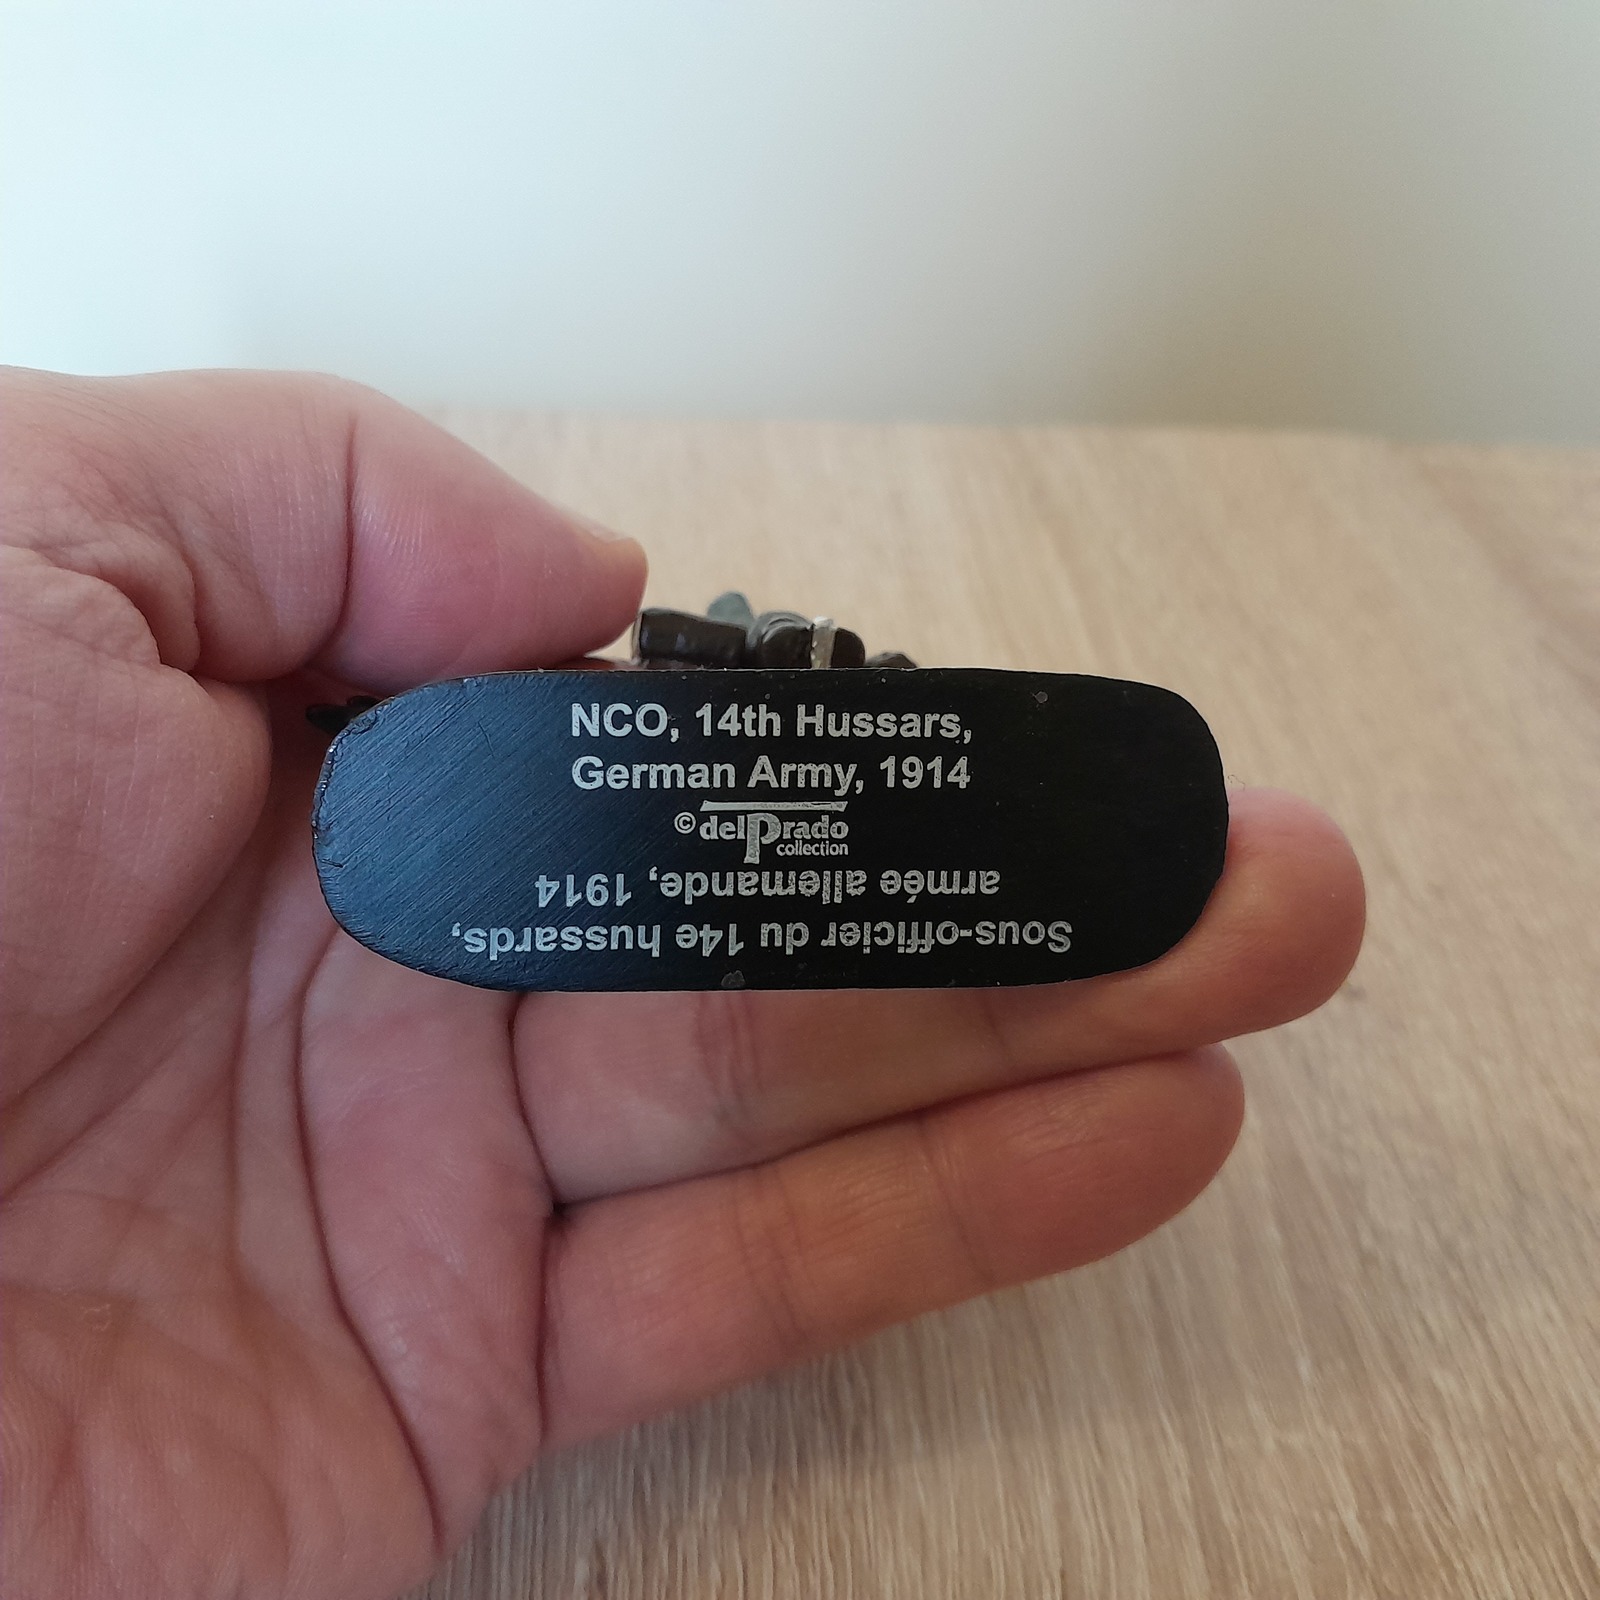 NCO, 14th Hussars,
German Army, 1914
© delPrado
collection
Sous-officier du 14e hussards,
armée allemande, 1914